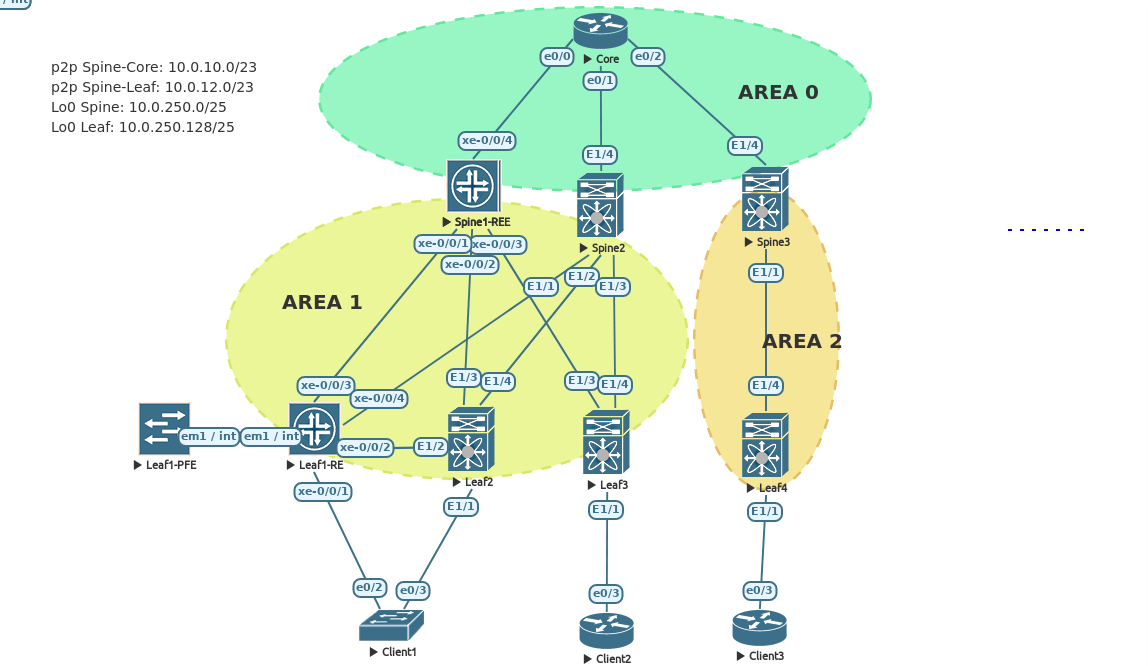 / int
p2p Spine-Core: 10.0.10.0/23
p2p Spine-Leaf: 10.0.12.0/23
Lo0 Spine: 10.0.250.0/25
Lo0 Leaf: 10.0.250.128/25
Core
e0/0
e0/1
e0/2
AREA 0
xe-0/0/4
E1/4
E1/4
Spine1-REE
Spine2
Spine3
xe-0/0/1
xe-0/0/3
xe-0/0/2
E1/1
E1/2
E1/3
E1/1
AREA 1
AREA 2
xe-0/0/3
xe-0/0/4
E1/3
E1/4
E1/3
E1/4
E1/4
em1 / int
em1 / int
xe-0/0/2
E1/2
Leaf1-PFE
Leaf1-RE
Leaf2
Leaf3
Leaf4
xe-0/0/1
E1/1
E1/1
E1/1
e0/2
e0/3
e0/3
e0/3
Client1
Client2
Client3